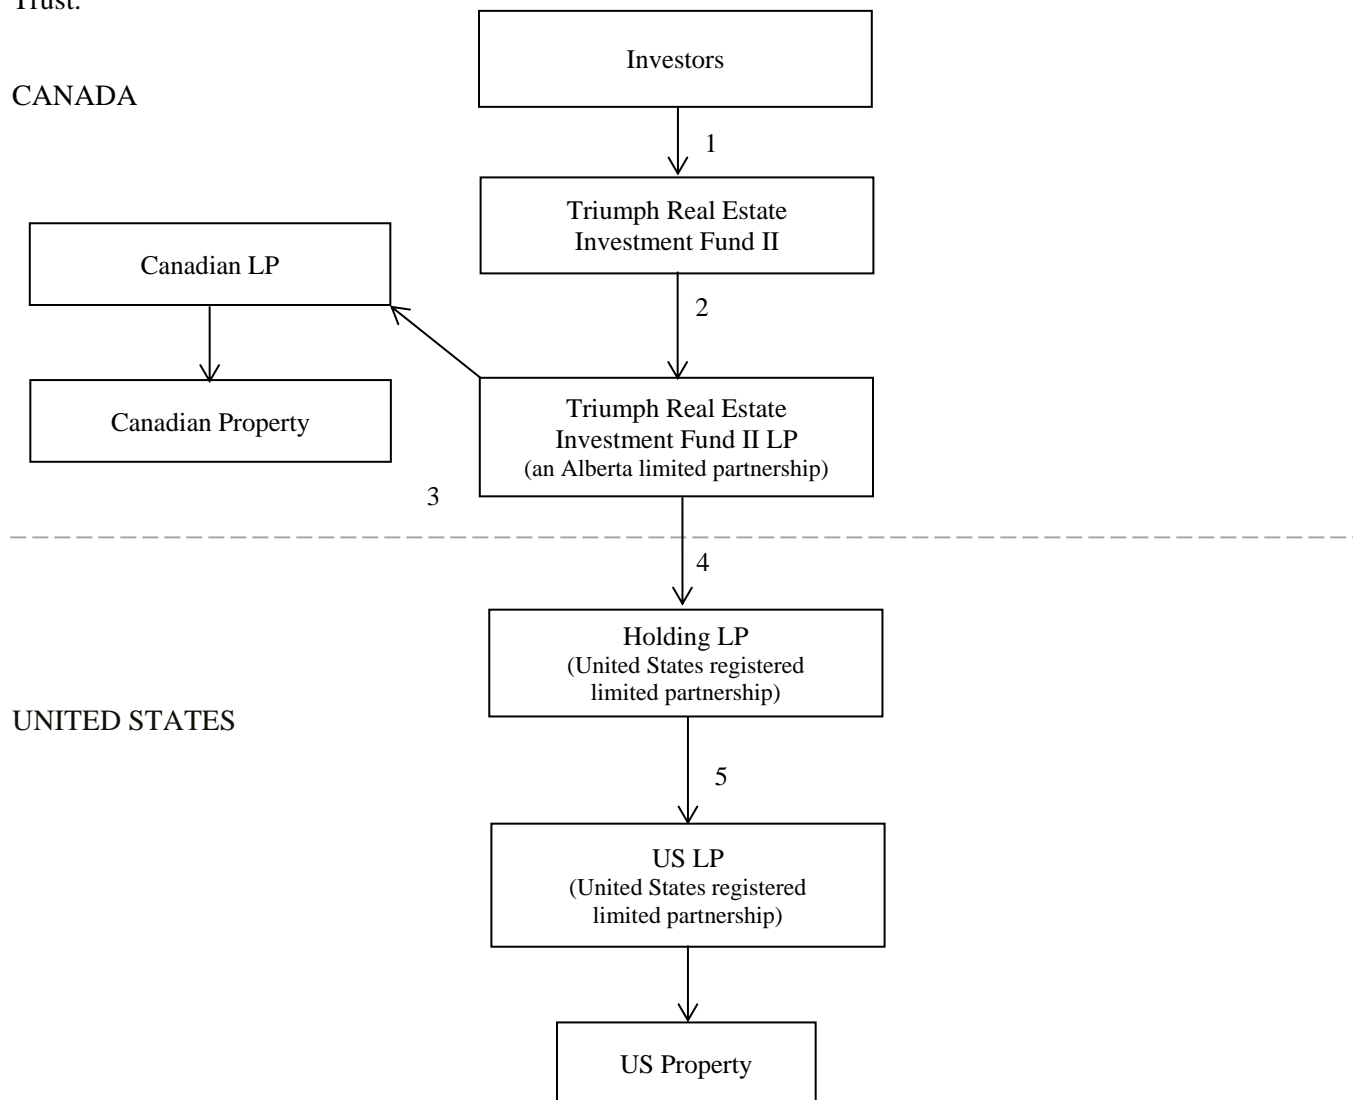 Trust.
Investors
CANADA
1
Triumph Real Estate
Investment Fund II
Canadian LP
2
Triumph Real Estate
Investment Fund II LP
(an Alberta limited partnership)
Canadian Property
3
4
Holding LP
(United States registered
limited partnership)
UNITED STATES
5
US LP
(United States registered
limited partnership)
US Property